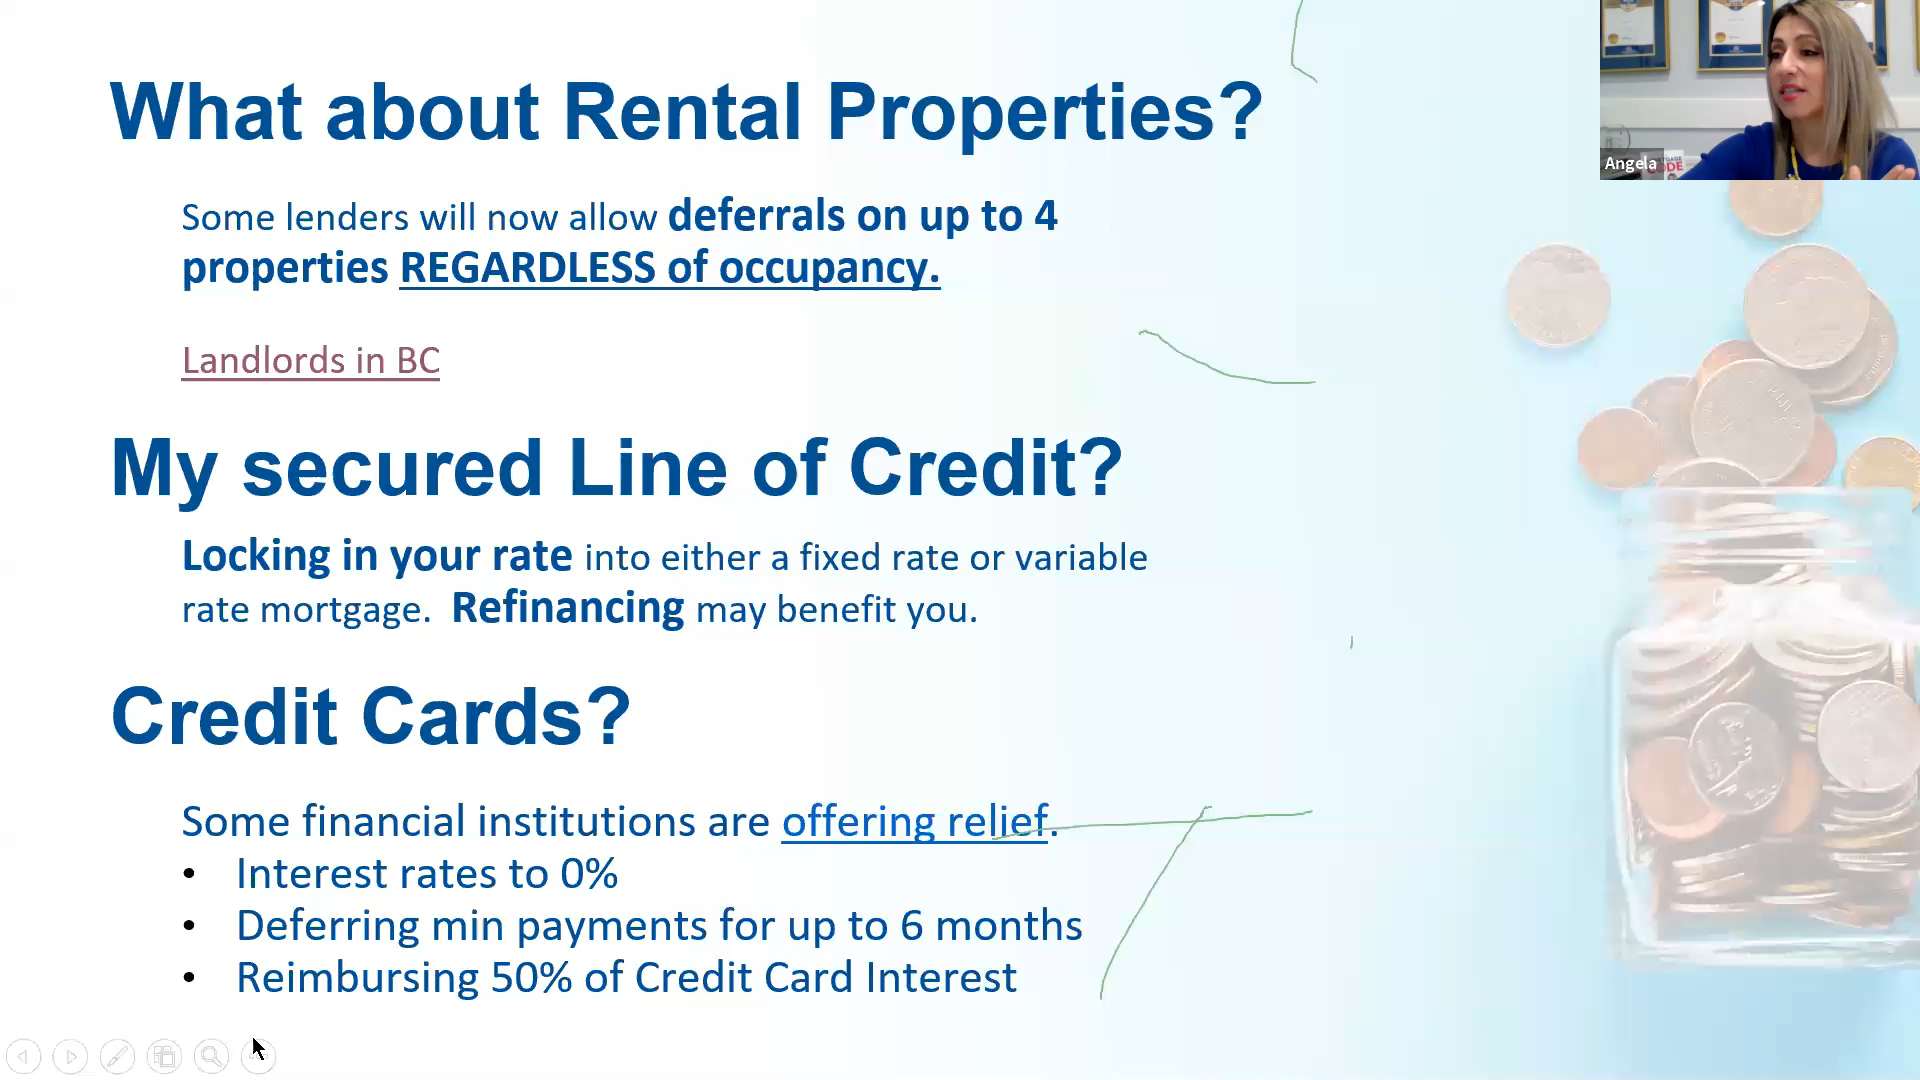 What about Rental Properties?
Some lenders will now allow deferrals on up to 4
properties REGARDLESS of occupancy.
Landlords in BC
My secured Line of Credit?
Locking in your rate into either a fixed rate or variable
rate mortgage. Refinancing may benefit you.
Credit Cards?
Some financial institutions are offering relief.
• Interest rates to 0%
• Deferring min payments for up to 6 months
• Reimbursing 50% of Credit Card Interest
Angela